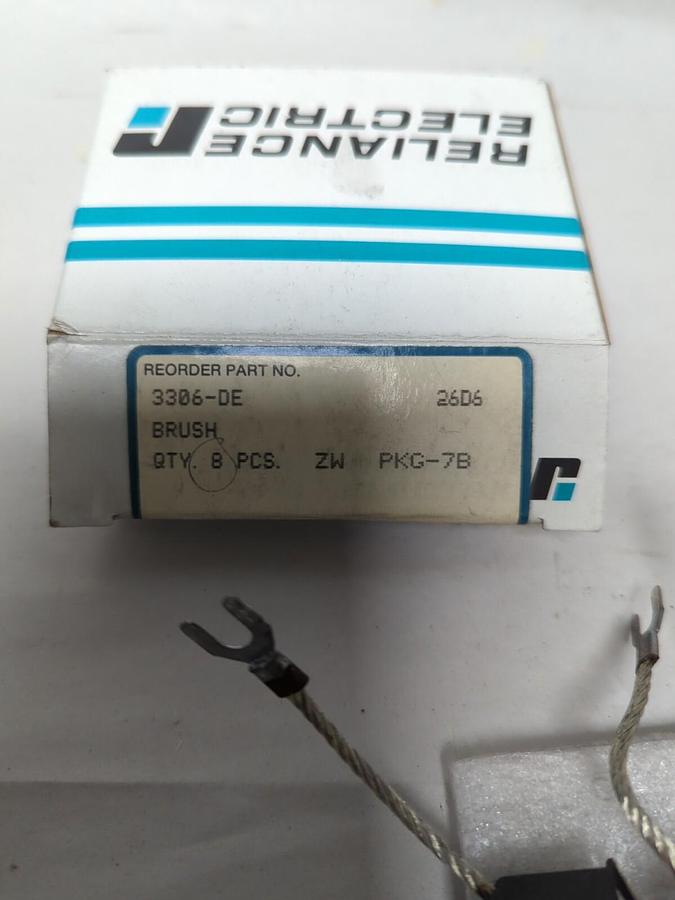 RELIANCE
ELECTRIC
REORDER PART NO.
3306-DE 26D6
BRUSH
QTY. 8 PCS. ZW PKG-7B